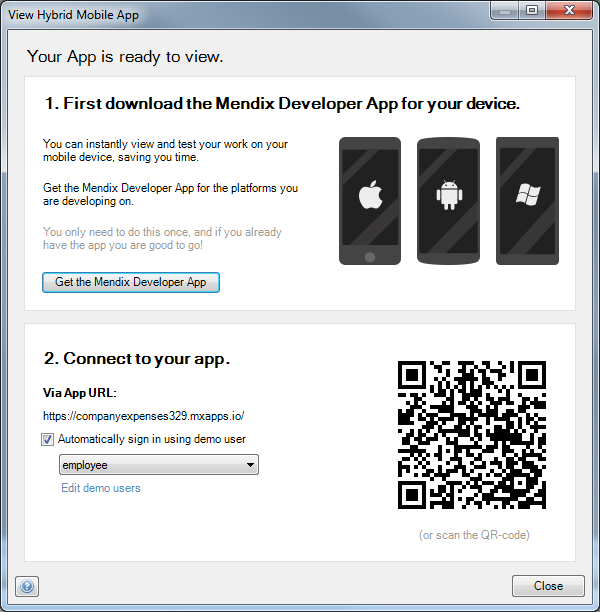 View Hybrid Mobile App
Your App is ready to view.
1. First download the Mendix Developer App for your device.
You can instantly view and test your work on your
mobile device, saving you time.
Get the Mendix Developer App for the platforms you
are developing on.
You only need to do this once, and if you already
have the app you are good to go!
Get the Mendix Developer App
2. Connect to your app.
Via App URL:
https://companyexpenses329.mxapps.io/
Automatically sign in using demo user
employee
Edit demo users
(or scan the QR-code)
?
Close